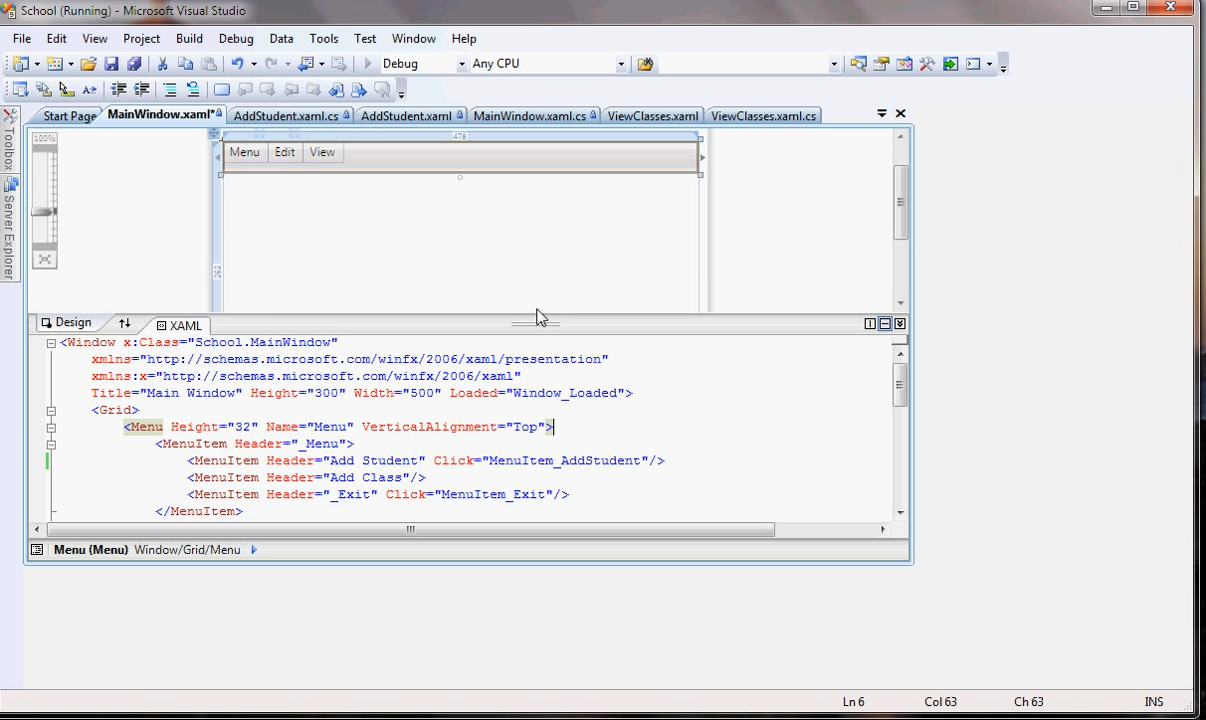 School (Running) - Microsoft Visual Studio
File Edit View Project Build Debug Data Tools Test Window Help
Debug Any CPU
Start Page MainWindow.xaml* AddStudent.xaml.cs AddStudent.xaml MainWindow.xaml.cs ViewClasses.xaml ViewClasses.xaml.cs
Toolbox
Server Explorer
100%
478
Menu Edit View
Design XAML
<Window x:Class="School.MainWindow"
xmlns="http://schemas.microsoft.com/winfx/2006/xaml/presentation"
xmlns:x="http://schemas.microsoft.com/winfx/2006/xaml"
Title="Main Window" Height="300" Width="500" Loaded="Window_Loaded">
<Grid>
<Menu Height="32" Name="Menu" VerticalAlignment="Top">
<MenuItem Header="_Menu">
<MenuItem Header="Add Student" Click="MenuItem_AddStudent"/>
<MenuItem Header="Add Class"/>
<MenuItem Header="_Exit" Click="MenuItem_Exit"/>
</MenuItem>
Menu (Menu) Window/Grid/Menu
Ln 6 Col 63 Ch 63 INS